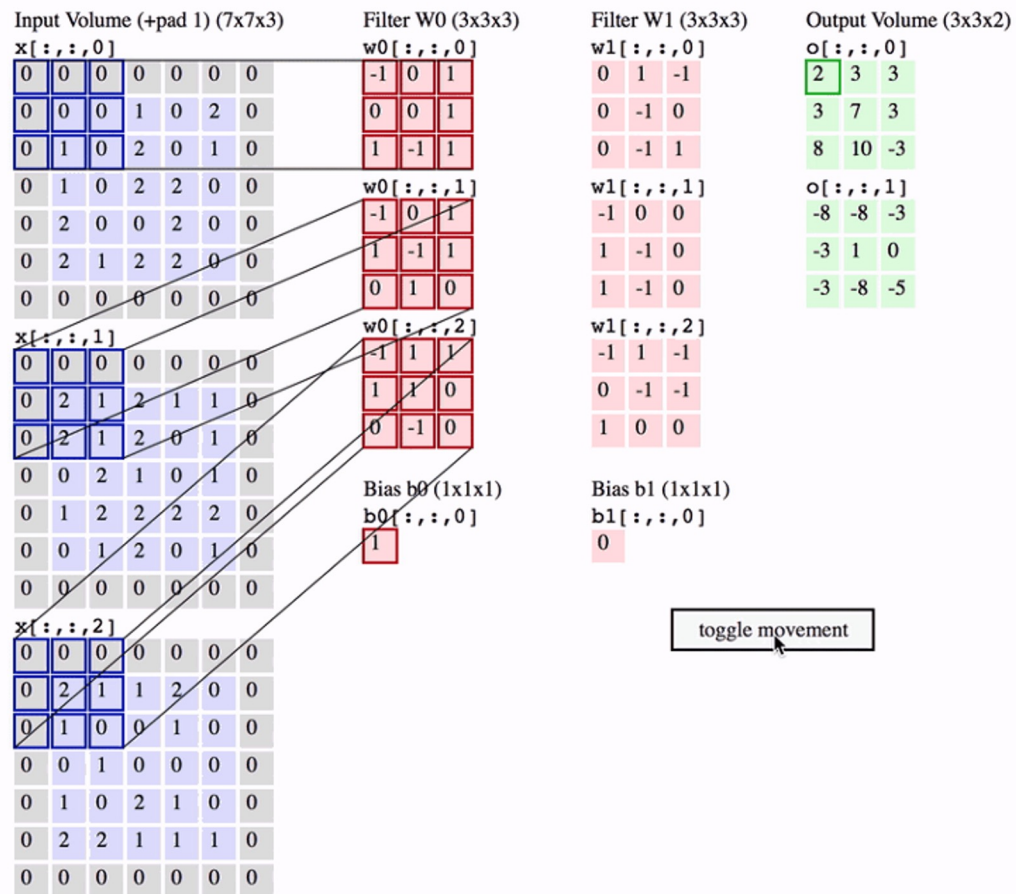 Input Volume (+pad 1) (7x7x3)
x[:,:,0]
0 0 0 0 0 0 0
0 0 0 1 0 2 0
0 1 0 2 0 1 0
0 1 0 2 2 0 0
0 2 0 0 2 0 0
0 2 1 2 2 0 0
0 0 0 0 0 0 0
x[:,:,1]
0 0 0 0 0 0 0
0 2 1 2 1 1 0
0 2 1 2 0 1 0
0 0 2 1 0 1 0
0 1 2 2 2 2 0
0 0 1 2 0 1 0
0 0 0 0 0 0 0
x[:,:,2]
0 0 0 0 0 0 0
0 2 1 1 2 0 0
0 1 0 0 1 0 0
0 0 1 0 0 0 0
0 1 0 2 1 0 0
0 2 2 1 1 1 0
0 0 0 0 0 0 0
Filter W0 (3x3x3)
w0[:,:,0]
-1 0 1
0 0 1
1 -1 1
w0[:,:,1]
-1 0 1
1 -1 1
0 1 0
w0[:,:,2]
-1 1 1
1 1 0
0 -1 0
Bias b0 (1x1x1)
b0[:,:,0]
1
Filter W1 (3x3x3)
w1[:,:,0]
0 1 -1
0 -1 0
0 -1 1
w1[:,:,1]
-1 0 0
1 -1 0
1 -1 0
w1[:,:,2]
-1 1 -1
0 -1 -1
1 0 0
Bias b1 (1x1x1)
b1[:,:,0]
0
Output Volume (3x3x2)
o[:,:,0]
2 3 3
3 7 3
8 10 -3
o[:,:,1]
-8 -8 -3
-3 1 0
-3 -8 -5
toggle movement